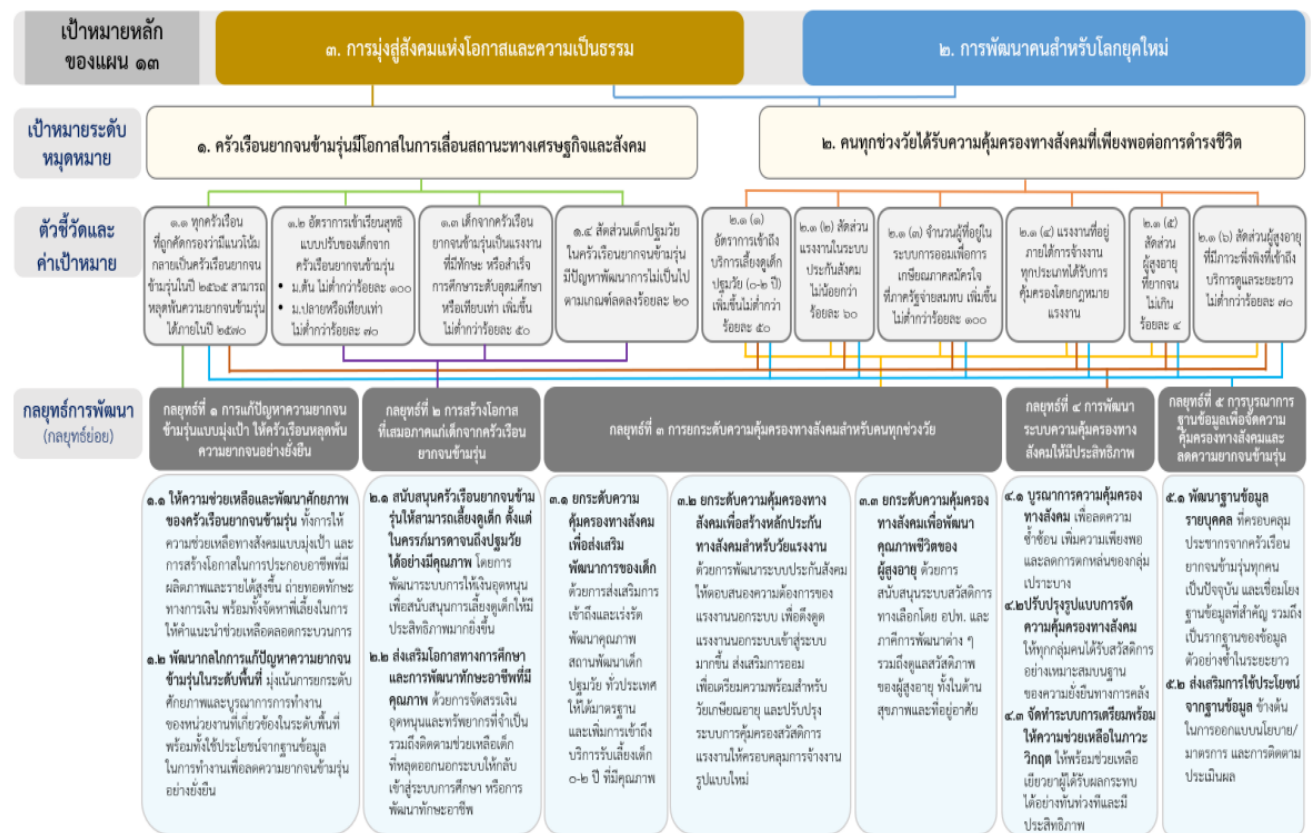 เป้าหมายหลัก
ของแผน ๑๓
๓. การมุ่งสู่สังคมแห่งโอกาสและความเป็นธรรม
๒. การพัฒนาคนสำหรับโลกยุคใหม่
เป้าหมายระดับ
หมุดหมาย
๑. ครัวเรือนยากจนข้ามรุ่นมีโอกาสในการเลื่อนสถานะทางเศรษฐกิจและสังคม
๒. คนทุกช่วงวัยได้รับความคุ้มครองทางสังคมที่เพียงพอต่อการดำรงชีวิต
ตัวชี้วัดและ
ค่าเป้าหมาย
๑.๑ ทุกครัวเรือน
ที่ถูกคัดกรองว่ามีแนวโน้ม
กลายเป็นครัวเรือนยากจน
ข้ามรุ่นในปี ๒๕๖๕ สามารถ
หลุดพ้นความยากจนข้ามรุ่น
ได้ภายในปี ๒๕๗๐
๑.๒ อัตราการเข้าเรียนสุทธิ
แบบปรับของเด็กจาก
ครัวเรือนยากจนข้ามรุ่น
• ม.ต้น ไม่ต่ำกว่าร้อยละ ๑๐๐
• ม.ปลายหรือเทียบเท่า
ไม่ต่ำกว่าร้อยละ ๗๐
๑.๓ เด็กจากครัวเรือน
ยากจนข้ามรุ่นเป็นแรงงาน
ที่มีทักษะ หรือสำเร็จ
การศึกษาระดับอุดมศึกษา
หรือเทียบเท่า เพิ่มขึ้น
ไม่ต่ำกว่าร้อยละ ๕๐
๑.๔ สัดส่วนเด็กปฐมวัย
ในครัวเรือนยากจนข้ามรุ่น
มีปัญหาพัฒนาการไม่เป็นไป
ตามเกณฑ์ลดลงร้อยละ ๒๐
๒.๑ (๑)
อัตราการเข้าถึง
บริการเลี้ยงดูเด็ก
ปฐมวัย (๐-๒ ปี)
เพิ่มขึ้นไม่ต่ำกว่า
ร้อยละ ๕๐
๒.๑ (๒) สัดส่วน
แรงงานในระบบ
ประกันสังคม
ไม่น้อยกว่า
ร้อยละ ๖๐
๒.๑ (๓) จำนวนผู้ที่อยู่ใน
ระบบการออมเพื่อการ
เกษียณภาคสมัครใจ
ที่ภาครัฐจ่ายสมทบ เพิ่มขึ้น
ไม่ต่ำกว่าร้อยละ ๑๐๐
๒.๑ (๔) แรงงานที่อยู่
ภายใต้การจ้างงาน
ทุกประเภทได้รับการ
คุ้มครองโดยกฎหมาย
แรงงาน
๒.๑ (๕)
สัดส่วน
ผู้สูงอายุ
ที่ยากจน
ไม่เกิน
ร้อยละ ๔
๒.๑ (๖) สัดส่วนผู้สูงอายุ
ที่มีภาวะพึ่งพิงที่เข้าถึง
บริการดูแลระยะยาว
ไม่ต่ำกว่าร้อยละ ๗๐
กลยุทธ์การพัฒนา
(กลยุทธ์ย่อย)
กลยุทธ์ที่ ๑ การแก้ปัญหาความยากจน
ข้ามรุ่นแบบมุ่งเป้า ให้ครัวเรือนหลุดพ้น
ความยากจนอย่างยั่งยืน
กลยุทธ์ที่ ๒ การสร้างโอกาส
ที่เสมอภาคแก่เด็กจากครัวเรือน
ยากจนข้ามรุ่น
กลยุทธ์ที่ ๓ การยกระดับความคุ้มครองทางสังคมสำหรับคนทุกช่วงวัย
กลยุทธ์ที่ ๔ การพัฒนา
ระบบความคุ้มครองทาง
สังคมให้มีประสิทธิภาพ
กลยุทธ์ที่ ๕ การบูรณาการ
ฐานข้อมูลเพื่อจัดความ
คุ้มครองทางสังคมและ
ลดความยากจนข้ามรุ่น
๑.๑ ให้ความช่วยเหลือและพัฒนาศักยภาพ
ของครัวเรือนยากจนข้ามรุ่น ทั้งการให้
ความช่วยเหลือทางสังคมแบบมุ่งเป้า และ
การสร้างโอกาสในการประกอบอาชีพที่มี
ผลิตภาพและรายได้สูงขึ้น ถ่ายทอดทักษะ
ทางการเงิน พร้อมทั้งจัดหาพี่เลี้ยงในการ
ให้คำแนะนำช่วยเหลือตลอดกระบวนการ
๑.๒ พัฒนากลไกการแก้ปัญหาความยากจน
ข้ามรุ่นในระดับพื้นที่ มุ่งเน้นการยกระดับ
ศักยภาพและบูรณาการการทำงาน
ของหน่วยงานที่เกี่ยวข้องในระดับพื้นที่
พร้อมทั้งใช้ประโยชน์จากฐานข้อมูล
ในการทำงานเพื่อลดความยากจนข้ามรุ่น
อย่างยั่งยืน
๒.๑ สนับสนุนครัวเรือนยากจนข้าม
รุ่นให้สามารถเลี้ยงดูเด็ก ตั้งแต่
ในครรภ์มารดาจนถึงปฐมวัย
ได้อย่างมีคุณภาพ โดยการ
พัฒนาระบบการให้เงินอุดหนุน
เพื่อสนับสนุนการเลี้ยงดูเด็กให้มี
ประสิทธิภาพมากยิ่งขึ้น
๒.๒ ส่งเสริมโอกาสทางการศึกษา
และการพัฒนาทักษะอาชีพที่มี
คุณภาพ ด้วยการจัดสรรเงิน
อุดหนุนและทรัพยากรที่จำเป็น
รวมถึงติดตามช่วยเหลือเด็ก
ที่หลุดออกนอกระบบให้กลับ
เข้าสู่ระบบการศึกษา หรือการ
พัฒนาทักษะอาชีพ
๓.๑ ยกระดับความ
คุ้มครองทางสังคม
เพื่อส่งเสริม
พัฒนาการของเด็ก
ด้วยการส่งเสริมการ
เข้าถึงและเร่งรัด
พัฒนาคุณภาพ
สถานพัฒนาเด็ก
ปฐมวัย ทั่วประเทศ
ให้ได้มาตรฐาน
และเพิ่มการเข้าถึง
บริการรับเลี้ยงเด็ก
๐-๒ ปี ที่มีคุณภาพ
๓.๒ ยกระดับความคุ้มครองทาง
สังคมเพื่อสร้างหลักประกัน
ทางสังคมสำหรับวัยแรงงาน
ด้วยการพัฒนาระบบประกันสังคม
ให้ตอบสนองความต้องการของ
แรงงานนอกระบบ เพื่อดึงดูด
แรงงานนอกระบบเข้าสู่ระบบ
มากขึ้น ส่งเสริมการออม
เพื่อเตรียมความพร้อมสำหรับ
วัยเกษียณอายุ และปรับปรุง
ระบบการคุ้มครองสวัสดิการ
แรงงานให้ครอบคลุมการจ้างงาน
รูปแบบใหม่
๓.๓ ยกระดับความคุ้มครอง
ทางสังคมเพื่อพัฒนา
คุณภาพชีวิตของ
ผู้สูงอายุ ด้วยการ
สนับสนุนระบบสวัสดิการ
ทางเลือกโดย อปท. และ
ภาคีการพัฒนาต่าง ๆ
รวมถึงดูแลสวัสดิภาพ
ของผู้สูงอายุ ทั้งในด้าน
สุขภาพและที่อยู่อาศัย
๔.๑ บูรณาการความคุ้มครอง
ทางสังคม เพื่อลดความ
ซ้ำซ้อน เพิ่มความเพียงพอ
และลดการตกหล่นของกลุ่ม
เปราะบาง
๔.๒ปรับปรุงรูปแบบการจัด
ความคุ้มครองทางสังคม
ให้ทุกกลุ่มคนได้รับสวัสดิการ
อย่างเหมาะสมบนฐาน
ของความยั่งยืนทางการคลัง
๔.๓ จัดทำระบบการเตรียมพร้อม
ให้ความช่วยเหลือในภาวะ
วิกฤต ให้พร้อมช่วยเหลือ
เยียวยาผู้ได้รับผลกระทบ
ได้อย่างทันท่วงทีและมี
ประสิทธิภาพ
๕.๑ พัฒนาฐานข้อมูล
รายบุคคล ที่ครอบคลุม
ประชากรจากครัวเรือน
ยากจนข้ามรุ่นทุกคน
เป็นปัจจุบัน และเชื่อมโยง
ฐานข้อมูลที่สำคัญ รวมถึง
เป็นรากฐานของข้อมูล
ตัวอย่างซ้ำในระยะยาว
๕.๒ ส่งเสริมการใช้ประโยชน์
จากฐานข้อมูล ข้างต้น
ในการออกแบบนโยบาย/
มาตรการ และการติดตาม
ประเมินผล